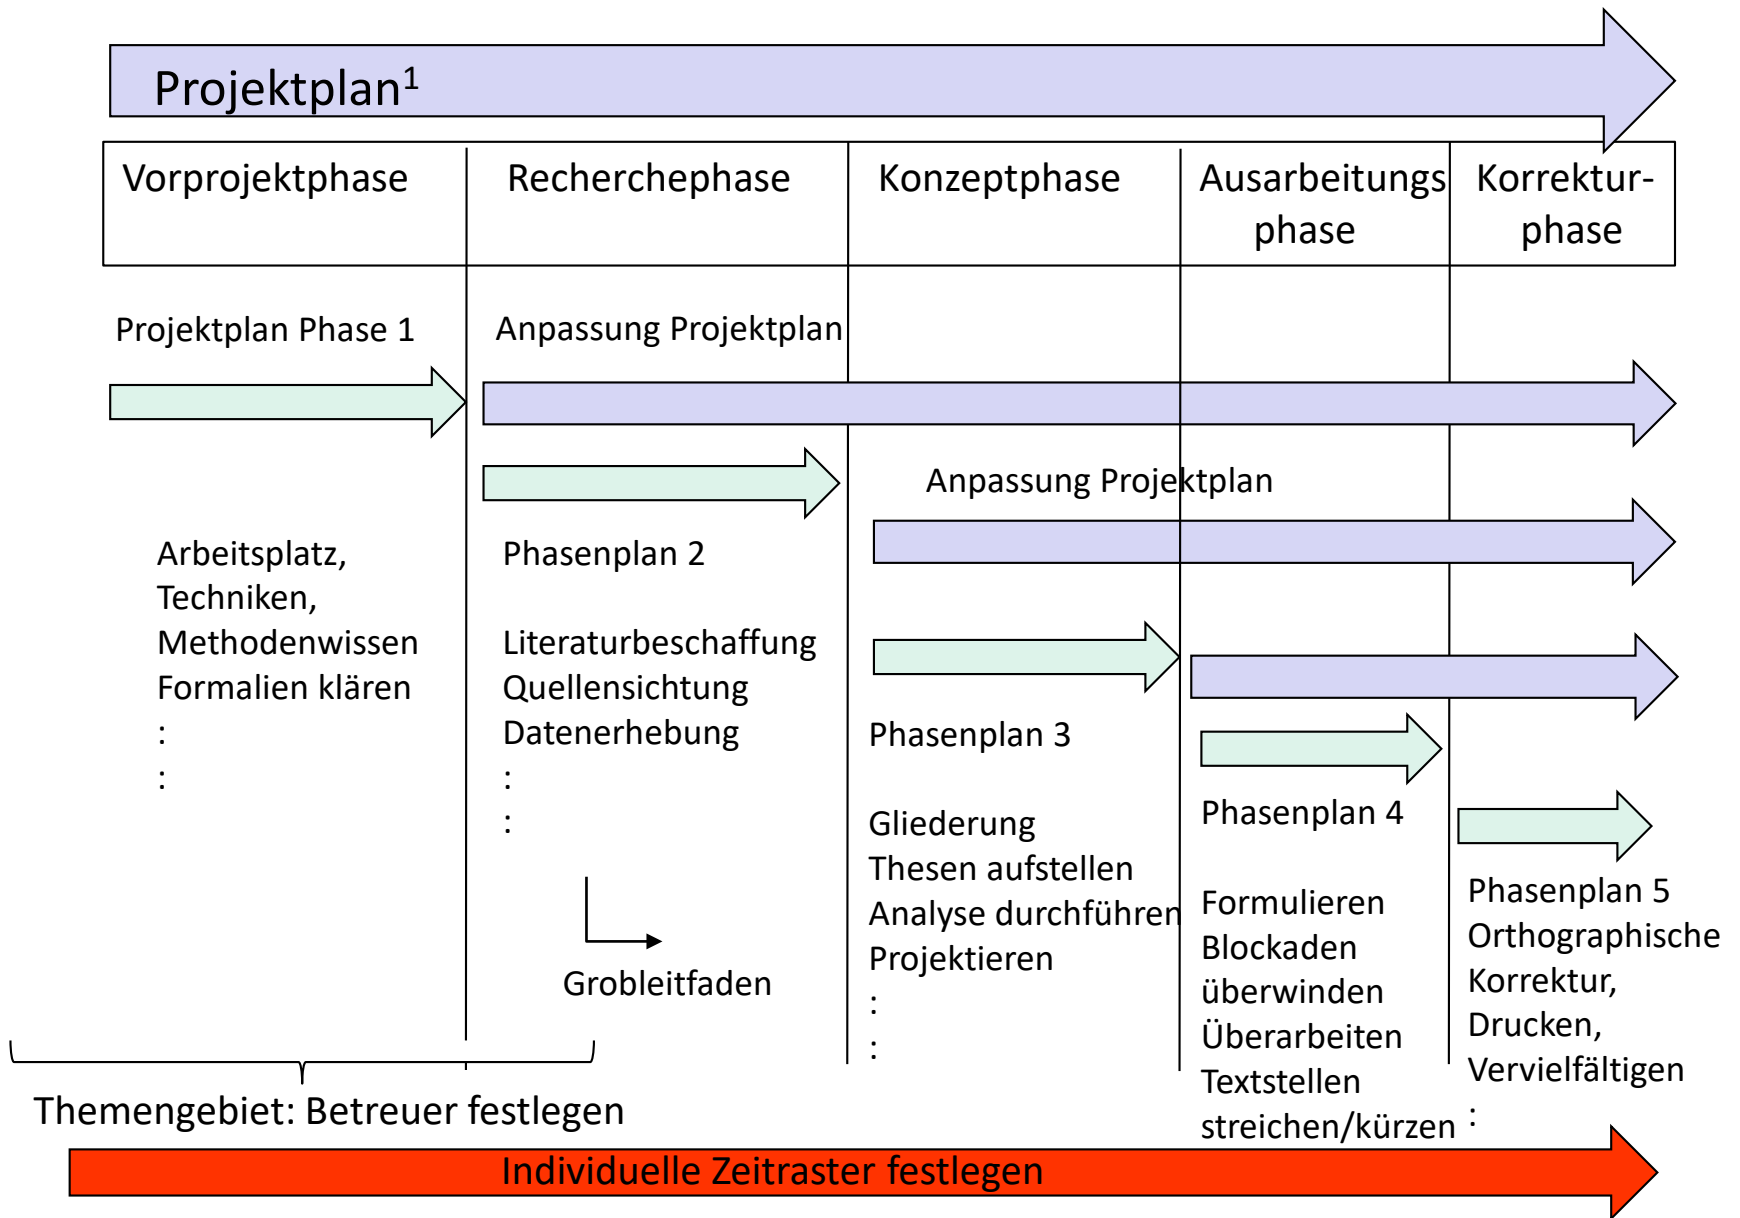 Projektplan¹
Vorprojektphase
Recherchephase
Konzeptphase
Ausarbeitungs
phase
Korrektur-
phase
Projektplan Phase 1
Anpassung Projektplan
Anpassung Projektplan
Arbeitsplatz,
Techniken,
Methodenwissen
Formalien klären
:
:
Phasenplan 2
Literaturbeschaffung
Quellensichtung
Datenerhebung
:
:
Grobleitfaden
Phasenplan 3
Gliederung
Thesen aufstellen
Analyse durchführen
Projektieren
:
:
Phasenplan 4
Formulieren
Blockaden
überwinden
Überarbeiten
Textstellen
streichen/kürzen
Phasenplan 5
Orthographische
Korrektur,
Drucken,
Vervielfältigen
:
Themengebiet: Betreuer festlegen
Individuelle Zeitraster festlegen